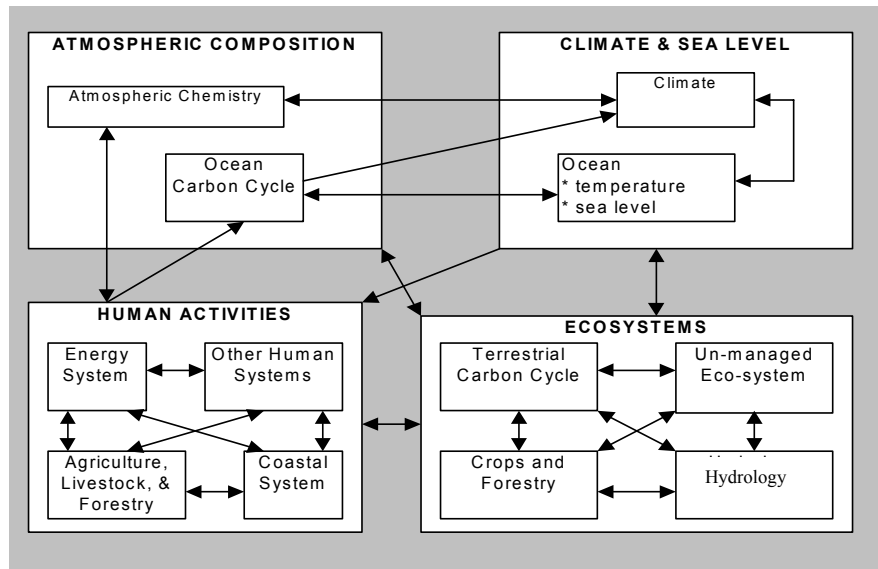 ATMOSPHERIC COMPOSITION
Atmospheric Chemistry
Ocean
Carbon Cycle
CLIMATE & SEA LEVEL
Climate
Ocean
* temperature
* sea level
HUMAN ACTIVITIES
Energy
System
Other Human
Systems
Agriculture,
Livestock, &
Forestry
Coastal
System
ECOSYSTEMS
Terrestrial
Carbon Cycle
Un-managed
Eco-system
Crops and
Forestry
Hydrology